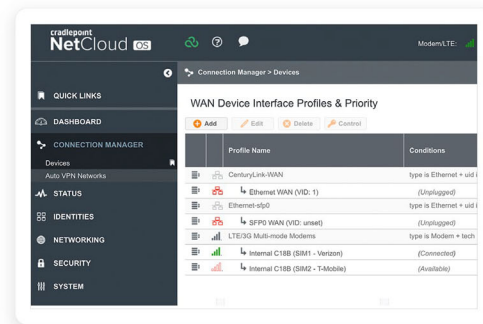 cradlepoint
NetCloud OS
Modem/LTE:
Connection Manager > Devices
QUICK LINKS
DASHBOARD
CONNECTION MANAGER
Devices
Auto VPN Networks
STATUS
IDENTITIES
NETWORKING
SECURITY
SYSTEM
WAN Device Interface Profiles & Priority
Add Edit Delete Control
Profile Name Conditions
CenturyLink-WAN type is Ethernet + uid i
Ethernet WAN (VID: 1) (Unplugged)
Ethernet-sfp0 type is Ethernet + uid i
SFP0 WAN (VID: unset) (Unplugged)
LTE/3G Multi-mode Modems type is Modem + tech
Internal C18B (SIM1 - Verizon) (Connected)
Internal C18B (SIM2 - T-Mobile) (Available)